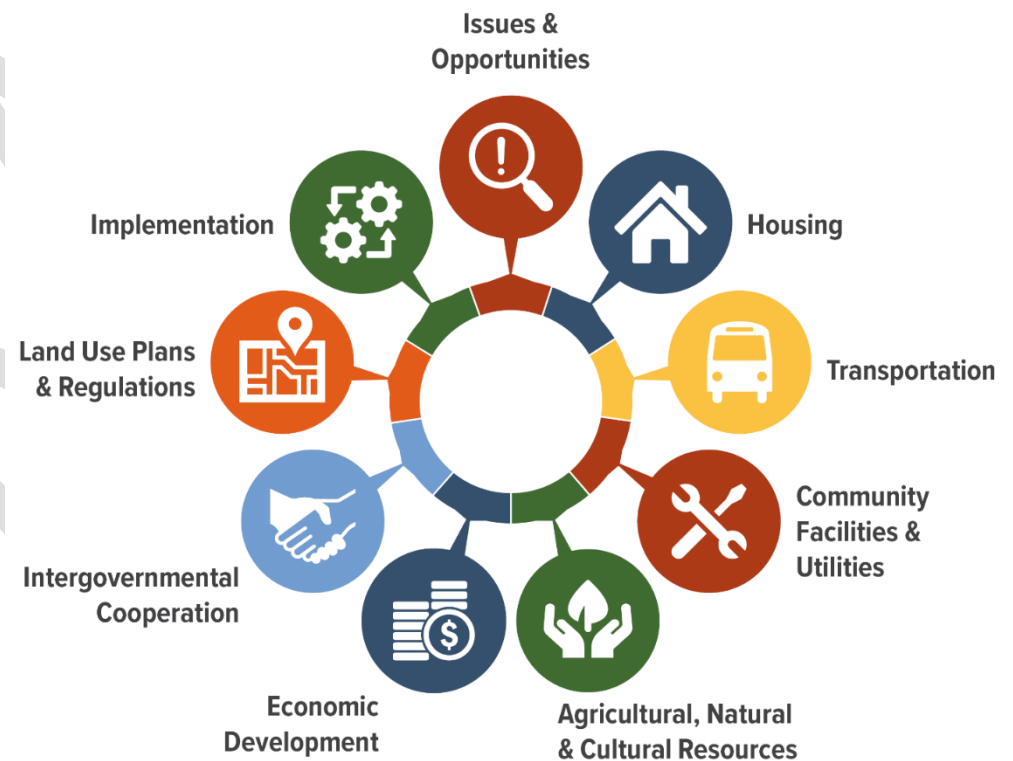 Issues &
Opportunities
Housing
Transportation
Community
Facilities &
Utilities
Agricultural, Natural
& Cultural Resources
Economic
Development
Intergovernmental
Cooperation
Land Use Plans
& Regulations
Implementation
$